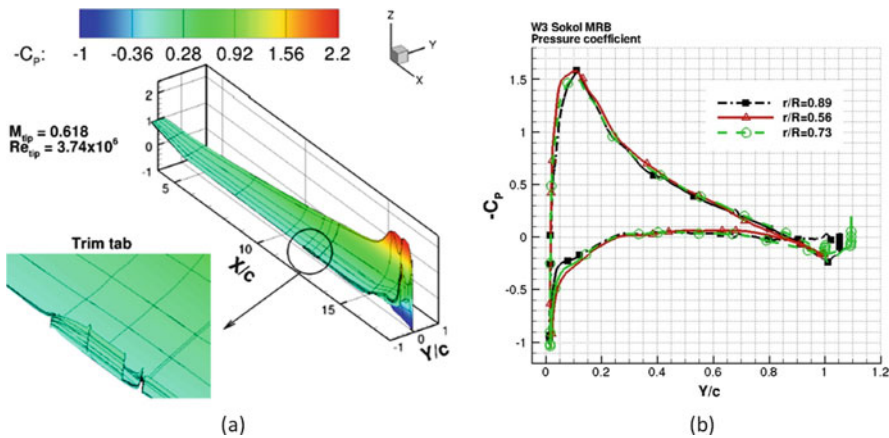 -Cp:
-1 -0.36 0.28 0.92 1.56 2.2
Z
Y
X
Mtip = 0.618
Retip = 3.74x10^6
2
1
0
-1
5
10
15
X/c
-1 0 1
Y/c
Trim tab
(a)
W3 Sokol MRB
Pressure coefficient
r/R=0.89
r/R=0.56
r/R=0.73
1.5
1
0.5
0
-0.5
-1
-Cp
0 0.2 0.4 0.6 0.8 1 1.2
Y/c
(b)